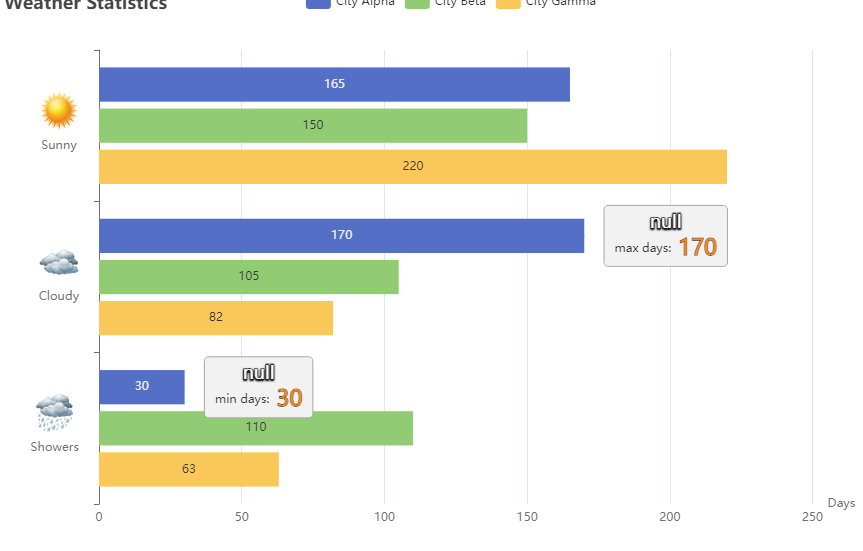 Weather Statistics
City Alpha
City Beta
City Gamma
165
Sunny
150
220
null
170
max days: 170
105
Cloudy
82
null
30
min days: 30
110
Showers
63
Days
0
50
100
150
200
250